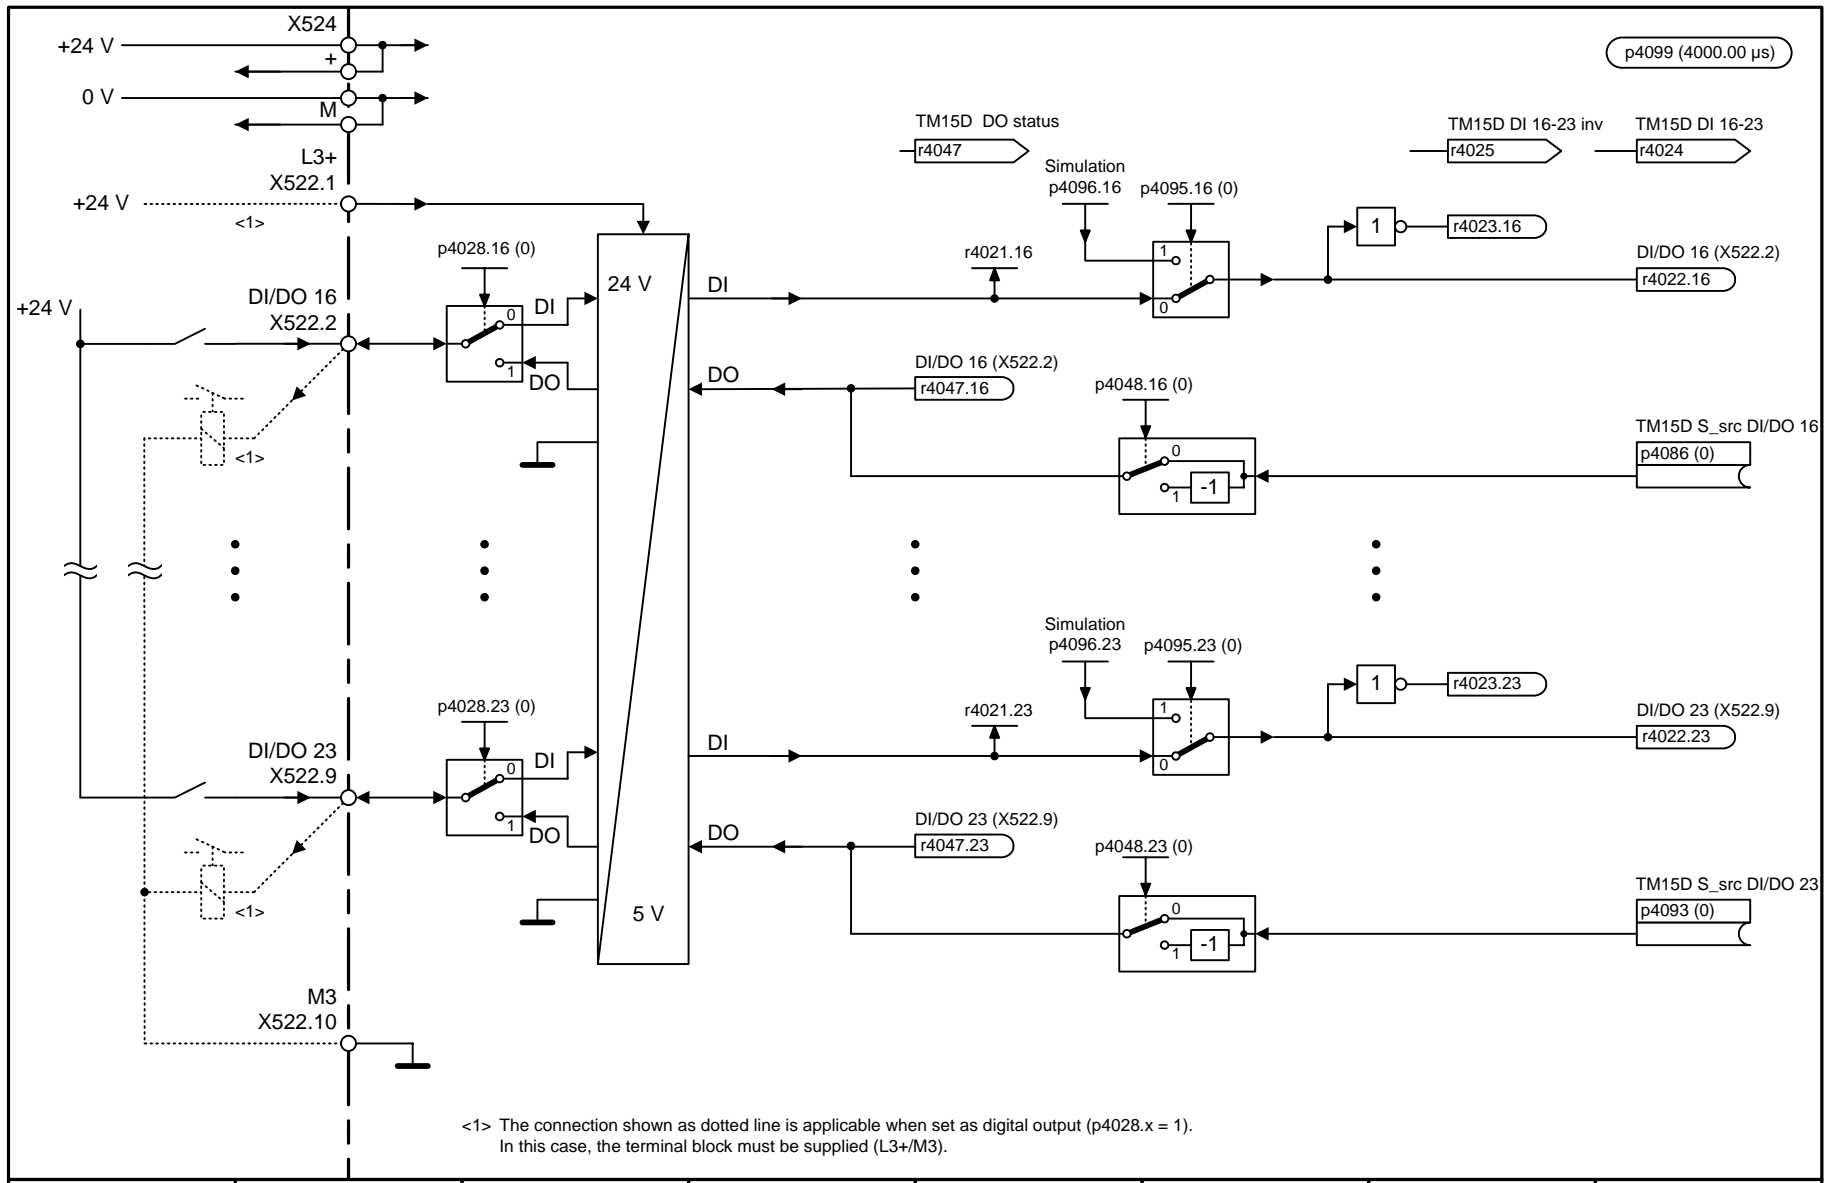 X524
+24 V
+
0 V
M
p4099 (4000.00 µs)
TM15D DO status
r4047
TM15D DI 16-23 inv
r4025
TM15D DI 16-23
r4024
L3+
X522.1
+24 V
<1>
Simulation
p4096.16
p4095.16 (0)
1
r4023.16
p4028.16 (0)
24 V
r4021.16
1
0
DI/DO 16 (X522.2)
r4022.16
+24 V
DI/DO 16
X522.2
0
1
DI
DO
DI
DO
DI/DO 16 (X522.2)
r4047.16
p4048.16 (0)
0
1
-1
TM15D S_src DI/DO 16
p4086 (0)
<1>
Simulation
p4096.23
p4095.23 (0)
1
r4023.23
p4028.23 (0)
r4021.23
1
0
DI/DO 23 (X522.9)
r4022.23
DI/DO 23
X522.9
0
1
DI
DO
DI
DO
DI/DO 23 (X522.9)
r4047.23
p4048.23 (0)
0
1
-1
TM15D S_src DI/DO 23
p4093 (0)
<1>
5 V
M3
X522.10
<1> The connection shown as dotted line is applicable when set as digital output (p4028.x = 1).
In this case, the terminal block must be supplied (L3+/M3).